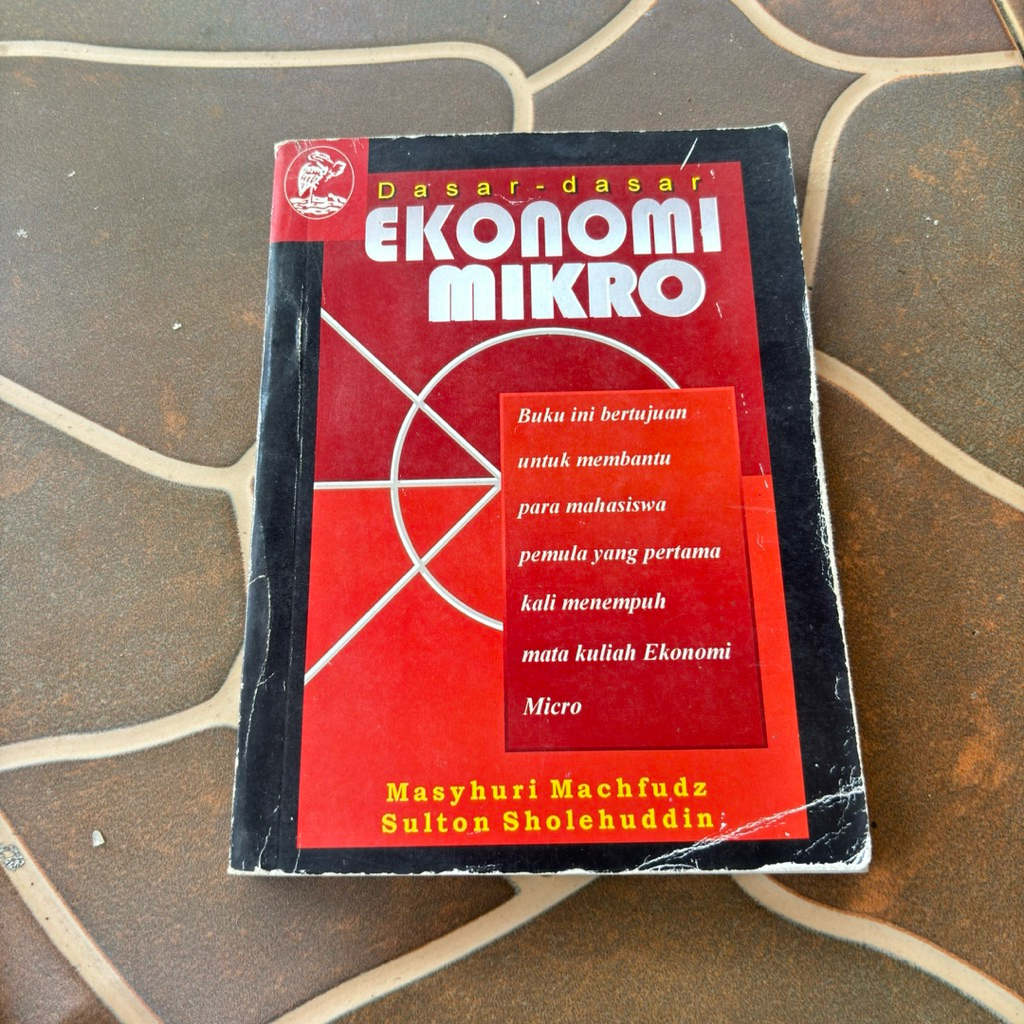 Dasar-dasar
EKONOMI
MIKRO
Buku ini bertujuan
untuk membantu
para mahasiswa
pemula yang pertama
kali menempuh
mata kuliah Ekonomi
Micro
Masyhuri Machfudz
Sulton Sholehuddin